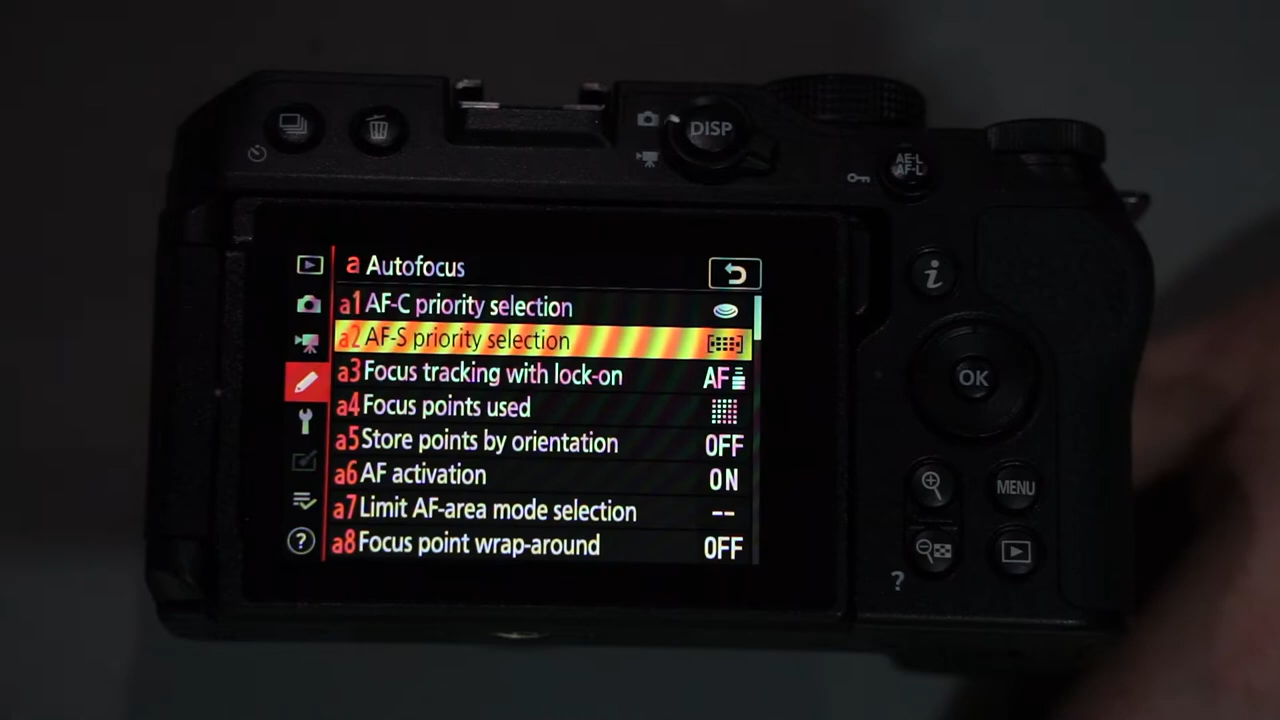 DISP
AE-L
AF-L
i
a Autofocus
a1 AF-C priority selection
a2 AF-S priority selection
a3 Focus tracking with lock-on AF
a4 Focus points used
a5 Store points by orientation OFF
a6 AF activation ON
a7 Limit AF-area mode selection --
a8 Focus point wrap-around OFF
?
OK
MENU
?